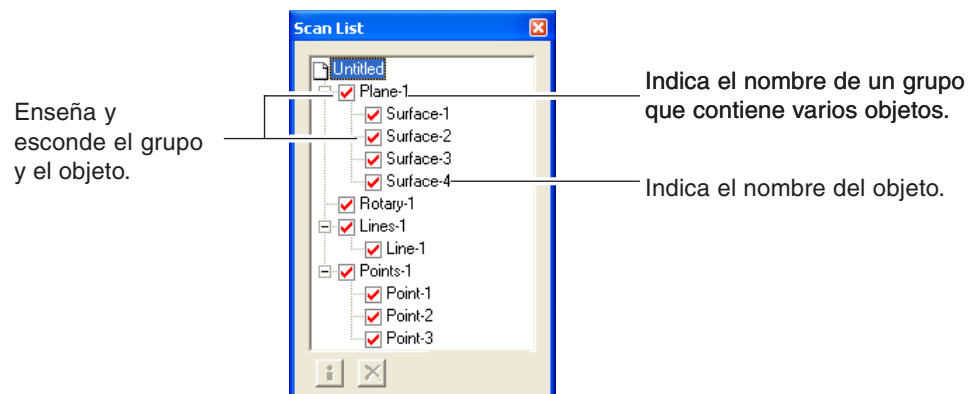 Scan List
Untitled
Plane-1
Surface-1
Surface-2
Surface-3
Surface-4
Rotary-1
Lines-1
Line-1
Points-1
Point-1
Point-2
Point-3
Enseña y
esconde el grupo
y el objeto.
Indica el nombre de un grupo
que contiene varios objetos.
Indica el nombre del objeto.